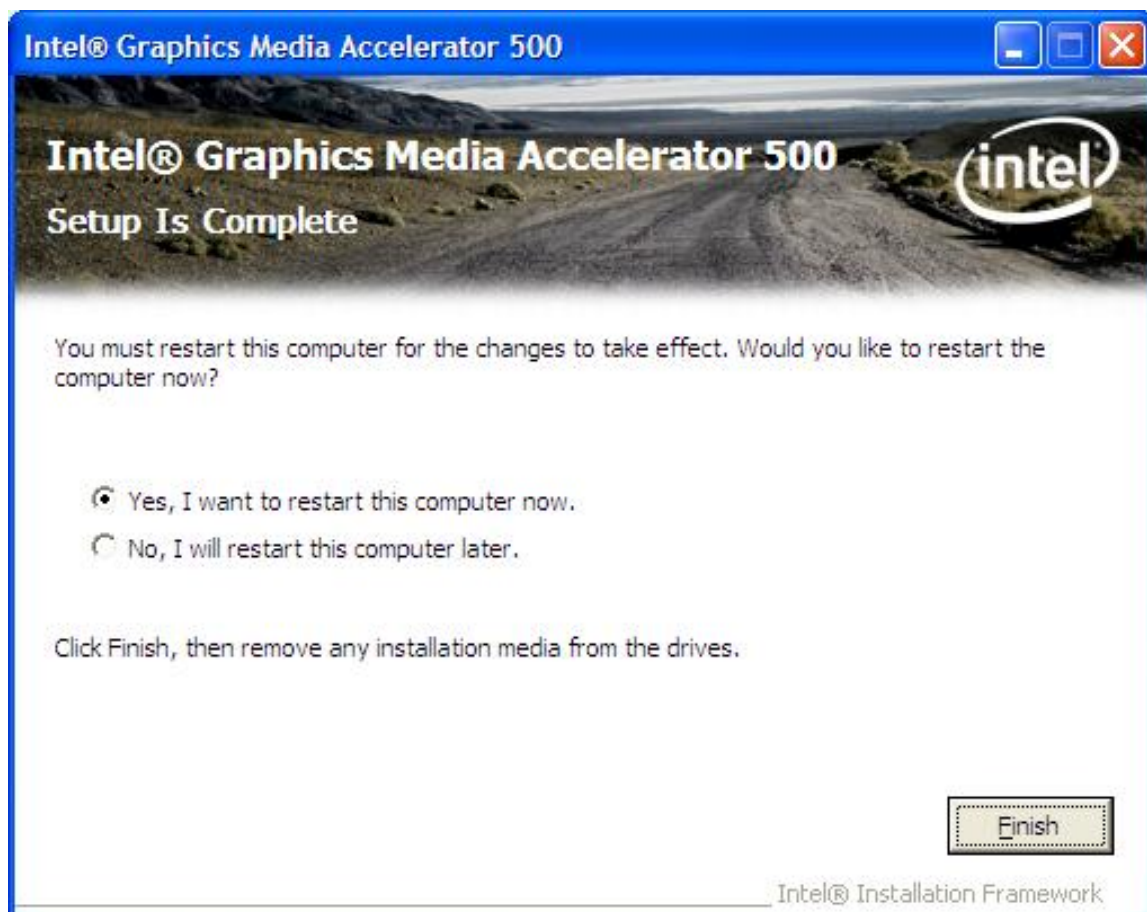 Intel® Graphics Media Accelerator 500
Intel® Graphics Media Accelerator 500
intel
Setup Is Complete
You must restart this computer for the changes to take effect. Would you like to restart the
computer now?
Yes, I want to restart this computer now.
No, I will restart this computer later.
Click Finish, then remove any installation media from the drives.
Finish
Intel® Installation Framework